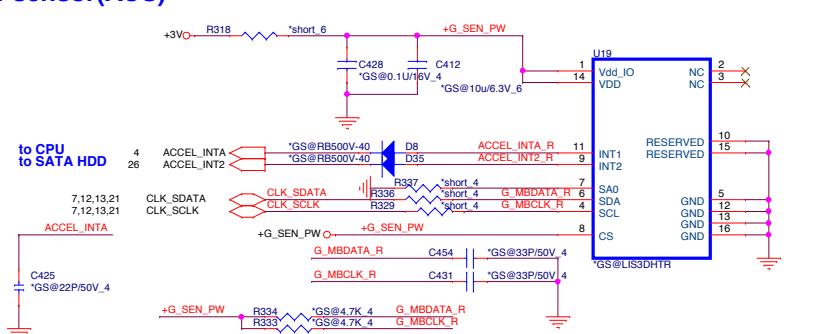 +3V R318 *short_6 +G_SEN_PW
C428 C412
*GS@0.1U/16V_4
*GS@10u/6.3V_6
U19
1 Vdd_IO NC 2
14 VDD NC 3
to CPU 4 ACCEL_INTA *GS@RB500V-40 D8 ACCEL_INTA_R 11 INT1
to SATA HDD 26 ACCEL_INT2 *GS@RB500V-40 D35 ACCEL_INT2_R 9 INT2
RESERVED 10
RESERVED 15
R337 *short_4 7 SA0
7,12,13,21 CLK_SDATA CLK_SDATA R336 *short_4 G_MBDATA_R 6 SDA GND 5
7,12,13,21 CLK_SCLK CLK_SCLK R329 *short_4 G_MBCLK_R 4 SCL GND 12
GND 13
+G_SEN_PW +G_SEN_PW 8 CS GND 16
ACCEL_INTA
*GS@LIS3DHTR
G_MBDATA_R C454 *GS@33P/50V_4
G_MBCLK_R C431 *GS@33P/50V_4
C425
*GS@22P/50V_4
+G_SEN_PW R334 *GS@4.7K_4 G_MBDATA_R
R333 *GS@4.7K_4 G_MBCLK_R